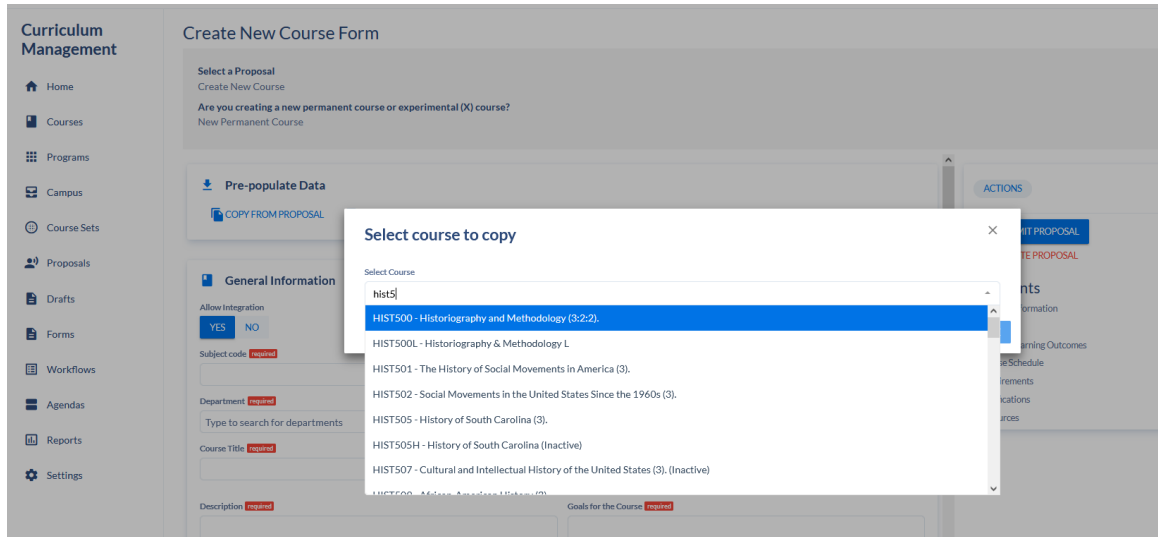 Curriculum
Management
Home
Courses
Programs
Campus
Course Sets
Proposals
Drafts
Forms
Workflows
Agendas
Reports
Settings
Create New Course Form
Select a Proposal
Create New Course
Are you creating a new permanent course or experimental (X) course?
New Permanent Course
Pre-populate Data
COPY FROM PROPOSAL
General Information
Allow Integration
YES NO
Subject code required
Department required
Type to search for departments
Course Title required
Description required
Goals for the Course required
Select course to copy
Select Course
hist5
HIST500 - Historiography and Methodology (3:2:2).
HIST500L - Historiography & Methodology L
HIST501 - The History of Social Movements in America (3).
HIST502 - Social Movements in the United States Since the 1960s (3).
HIST505 - History of South Carolina (3).
HIST505H - History of South Carolina (Inactive)
HIST507 - Cultural and Intellectual History of the United States (3). (Inactive)
ACTIONS
PROPOSAL
PROPOSAL
Outcomes
Schedule